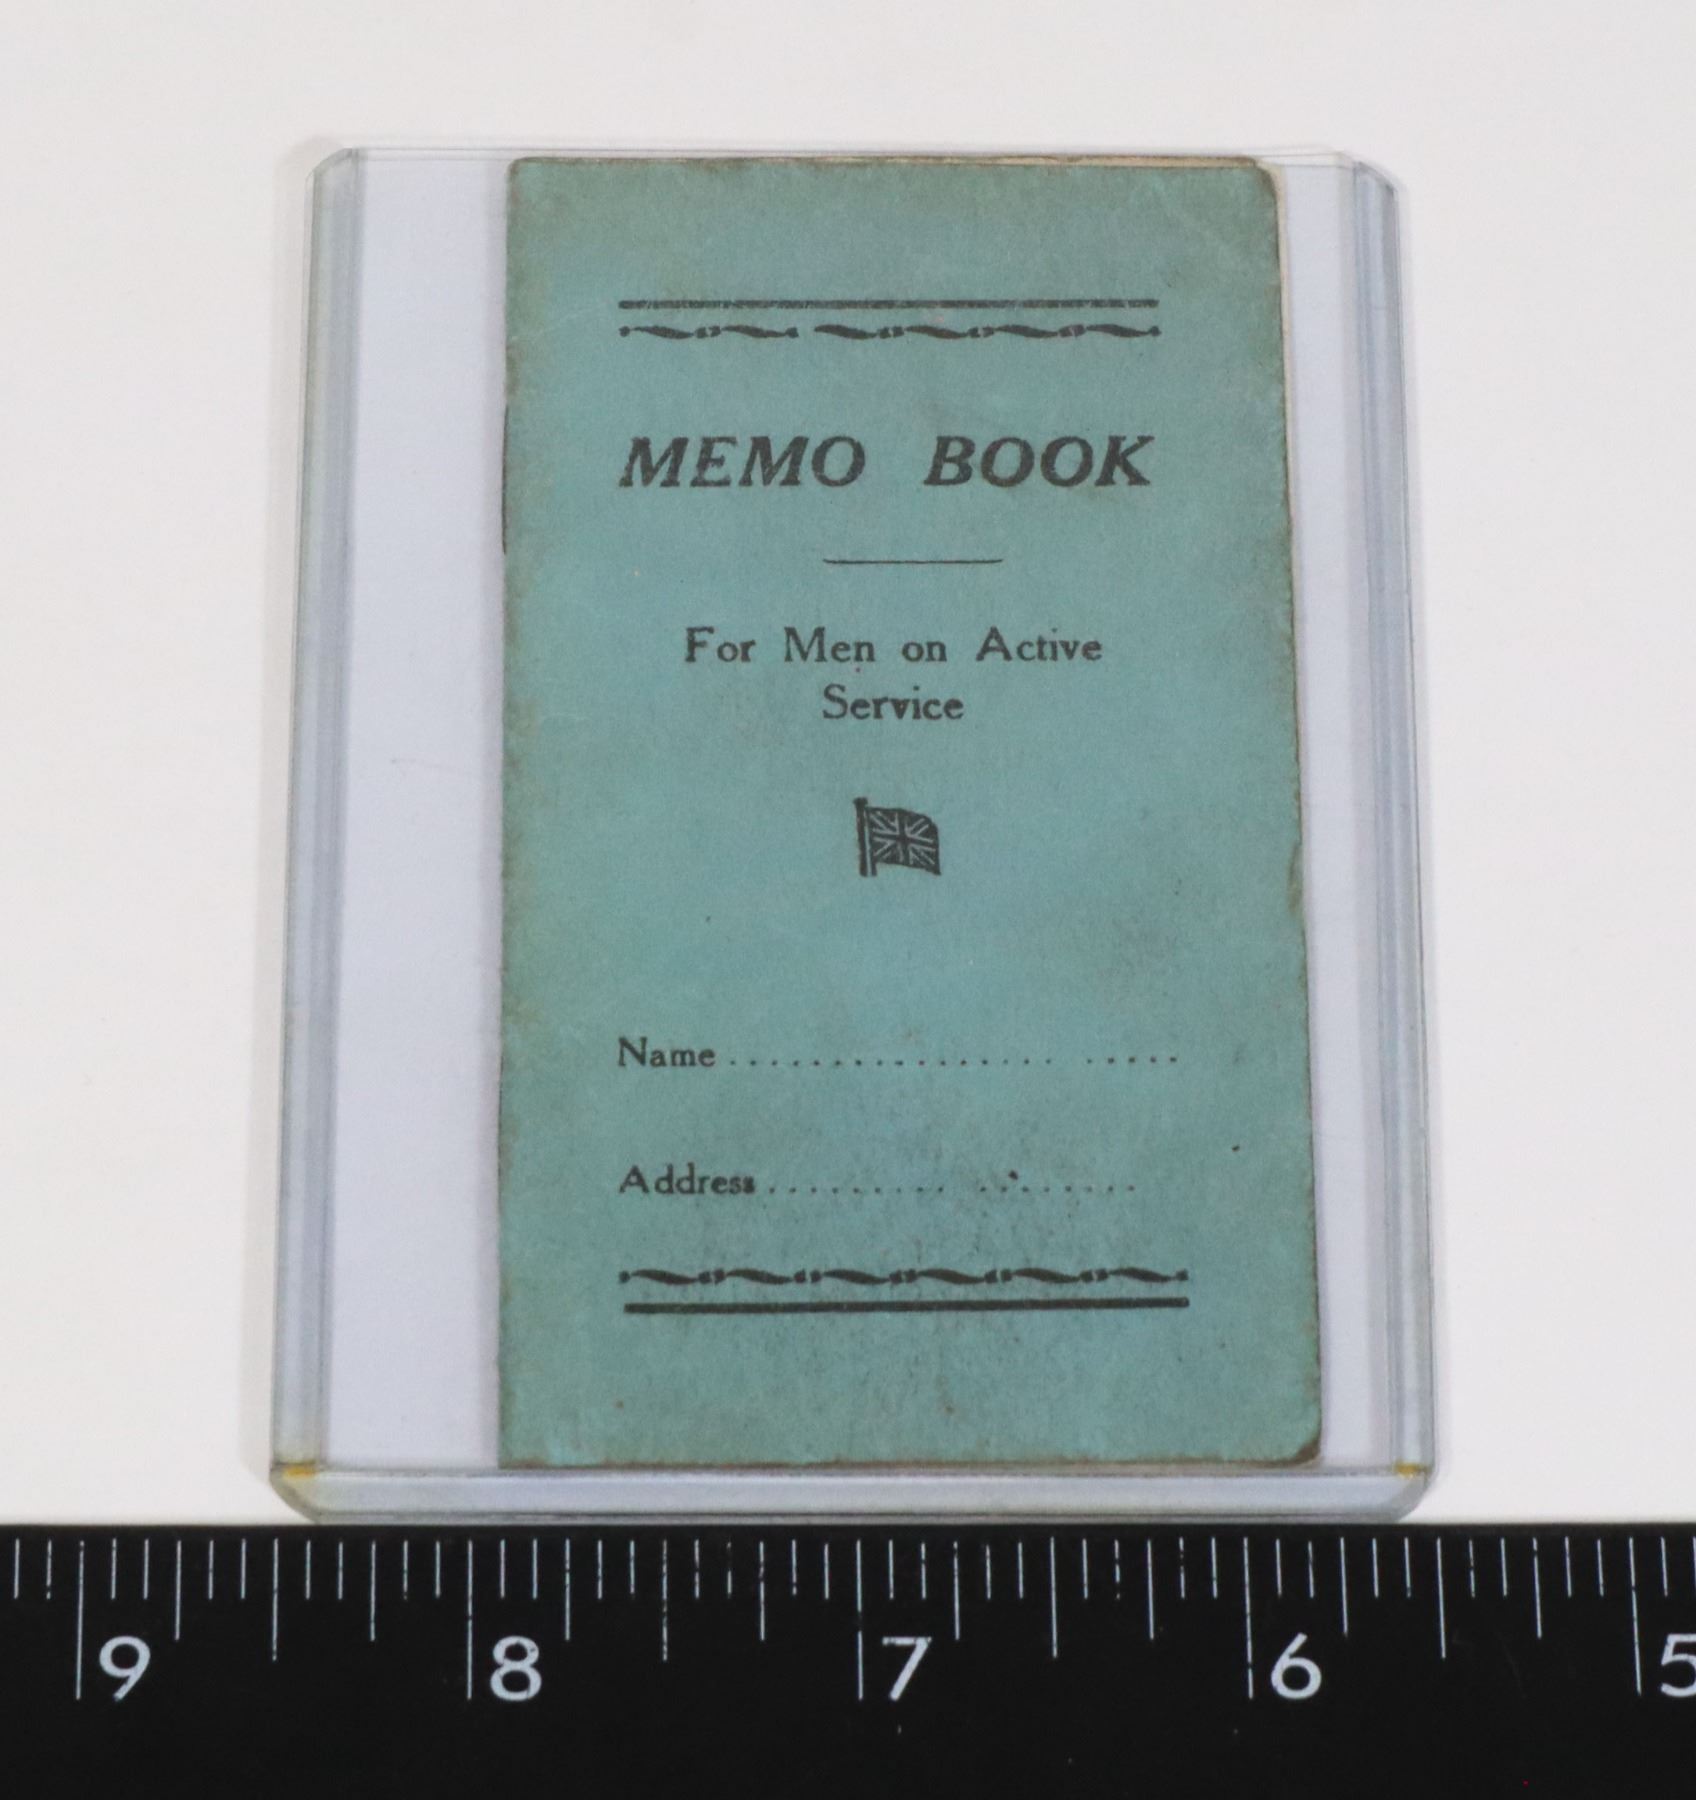 MEMO BOOK
For Men on Active
Service
Name ......................
Address ...................
9 8 7 6 5